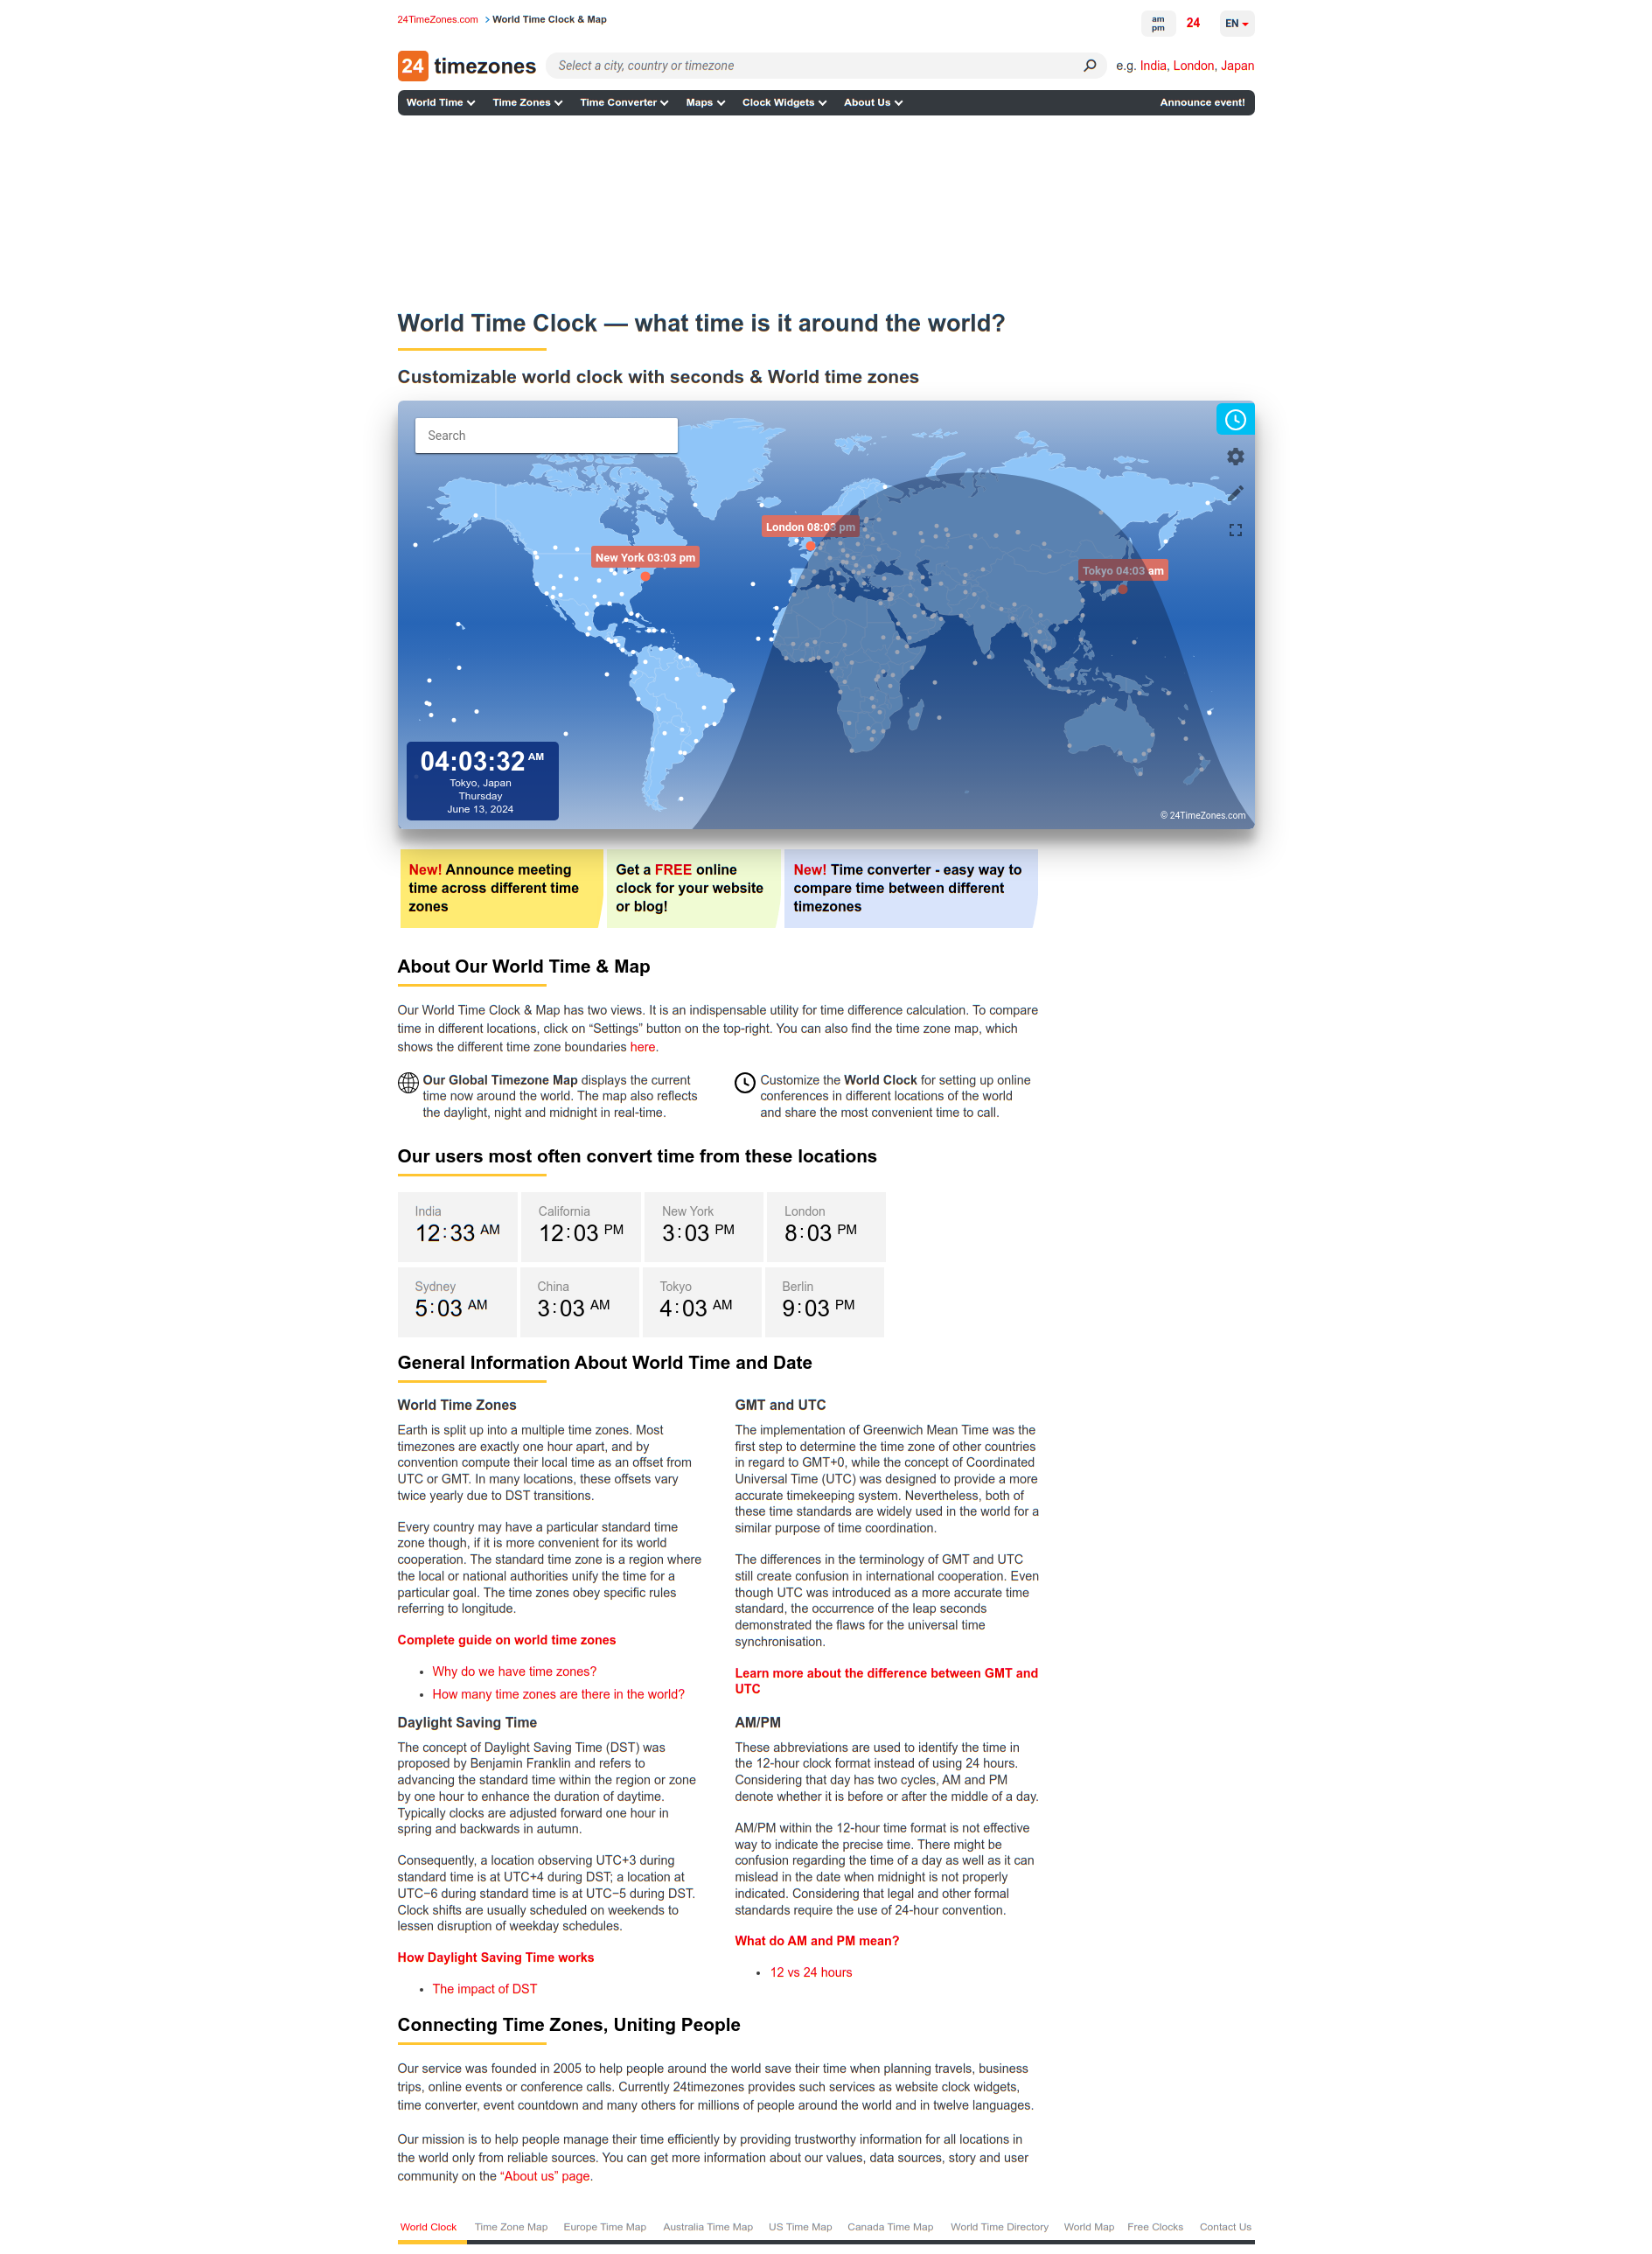 24TimeZones.com > World Time Clock & Map
am
pm
24
EN
24 timezones
Select a city, country or timezone
e.g. India, London, Japan
World Time Time Zones Time Converter Maps Clock Widgets About Us Announce event!
World Time Clock — what time is it around the world?
Customizable world clock with seconds & World time zones
Search
London 08:03 pm
New York 03:03 pm
Tokyo 04:03 am
04:03:32 AM
Tokyo, Japan
Thursday
June 13, 2024
© 24TimeZones.com
New! Announce meeting
time across different time
zones
Get a FREE online
clock for your website
or blog!
New! Time converter - easy way to
compare time between different
timezones
About Our World Time & Map
Our World Time Clock & Map has two views. It is an indispensable utility for time difference calculation. To compare
time in different locations, click on “Settings” button on the top-right. You can also find the time zone map, which
shows the different time zone boundaries here.
Our Global Timezone Map displays the current
time now around the world. The map also reflects
the daylight, night and midnight in real-time.
Customize the World Clock for setting up online
conferences in different locations of the world
and share the most convenient time to call.
Our users most often convert time from these locations
India
12:33 AM
California
12:03 PM
New York
3:03 PM
London
8:03 PM
Sydney
5:03 AM
China
3:03 AM
Tokyo
4:03 AM
Berlin
9:03 PM
General Information About World Time and Date
World Time Zones
Earth is split up into a multiple time zones. Most
timezones are exactly one hour apart, and by
convention compute their local time as an offset from
UTC or GMT. In many locations, these offsets vary
twice yearly due to DST transitions.
Every country may have a particular standard time
zone though, if it is more convenient for its world
cooperation. The standard time zone is a region where
the local or national authorities unify the time for a
particular goal. The time zones obey specific rules
referring to longitude.
Complete guide on world time zones
• Why do we have time zones?
• How many time zones are there in the world?
GMT and UTC
The implementation of Greenwich Mean Time was the
first step to determine the time zone of other countries
in regard to GMT+0, while the concept of Coordinated
Universal Time (UTC) was designed to provide a more
accurate timekeeping system. Nevertheless, both of
these time standards are widely used in the world for a
similar purpose of time coordination.
The differences in the terminology of GMT and UTC
still create confusion in international cooperation. Even
though UTC was introduced as a more accurate time
standard, the occurrence of the leap seconds
demonstrated the flaws for the universal time
synchronisation.
Learn more about the difference between GMT and
UTC
Daylight Saving Time
The concept of Daylight Saving Time (DST) was
proposed by Benjamin Franklin and refers to
advancing the standard time within the region or zone
by one hour to enhance the duration of daytime.
Typically clocks are adjusted forward one hour in
spring and backwards in autumn.
Consequently, a location observing UTC+3 during
standard time is at UTC+4 during DST; a location at
UTC−6 during standard time is at UTC−5 during DST.
Clock shifts are usually scheduled on weekends to
lessen disruption of weekday schedules.
How Daylight Saving Time works
• The impact of DST
AM/PM
These abbreviations are used to identify the time in
the 12-hour clock format instead of using 24 hours.
Considering that day has two cycles, AM and PM
denote whether it is before or after the middle of a day.
AM/PM within the 12-hour time format is not effective
way to indicate the precise time. There might be
confusion regarding the time of a day as well as it can
mislead in the date when midnight is not properly
indicated. Considering that legal and other formal
standards require the use of 24-hour convention.
What do AM and PM mean?
• 12 vs 24 hours
Connecting Time Zones, Uniting People
Our service was founded in 2005 to help people around the world save their time when planning travels, business
trips, online events or conference calls. Currently 24timezones provides such services as website clock widgets,
time converter, event countdown and many others for millions of people around the world and in twelve languages.
Our mission is to help people manage their time efficiently by providing trustworthy information for all locations in
the world only from reliable sources. You can get more information about our values, data sources, story and user
community on the “About us” page.
World Clock Time Zone Map Europe Time Map Australia Time Map US Time Map Canada Time Map World Time Directory World Map Free Clocks Contact Us